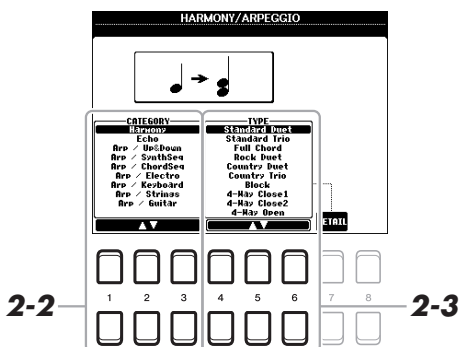 HARMONY/ARPEGGIO
CATEGORY
Harmony
Echo
Arp / Up&Down
Arp / SynthSeq
Arp / ChordSeq
Arp / Electro
Arp / Keyboard
Arp / Strings
Arp / Guitar
TYPE
Standard Duet
Standard Trio
Full Chord
Rock Duet
Country Duet
Country Trio
Block
4-Way Close1
4-Way Close2
4-Way Open
ETAIL
1 2 3 4 5 6 7 8
2-2
2-3